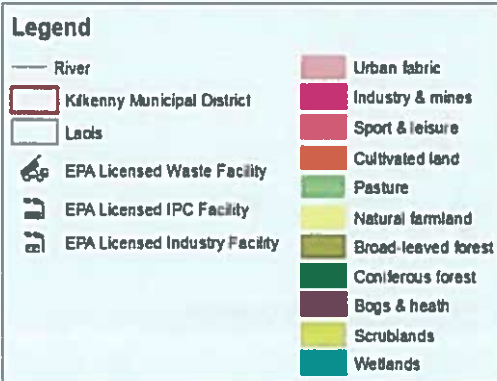 Legend
River
Kilkenny Municipal District
Laois
EPA Licensed Waste Facility
EPA Licensed IPC Facility
EPA Licensed Industry Facility
Urban fabric
Industry & mines
Sport & leisure
Cultivated land
Pasture
Natural farmland
Broad-leaved forest
Coniferous forest
Bogs & heath
Scrublands
Wetlands